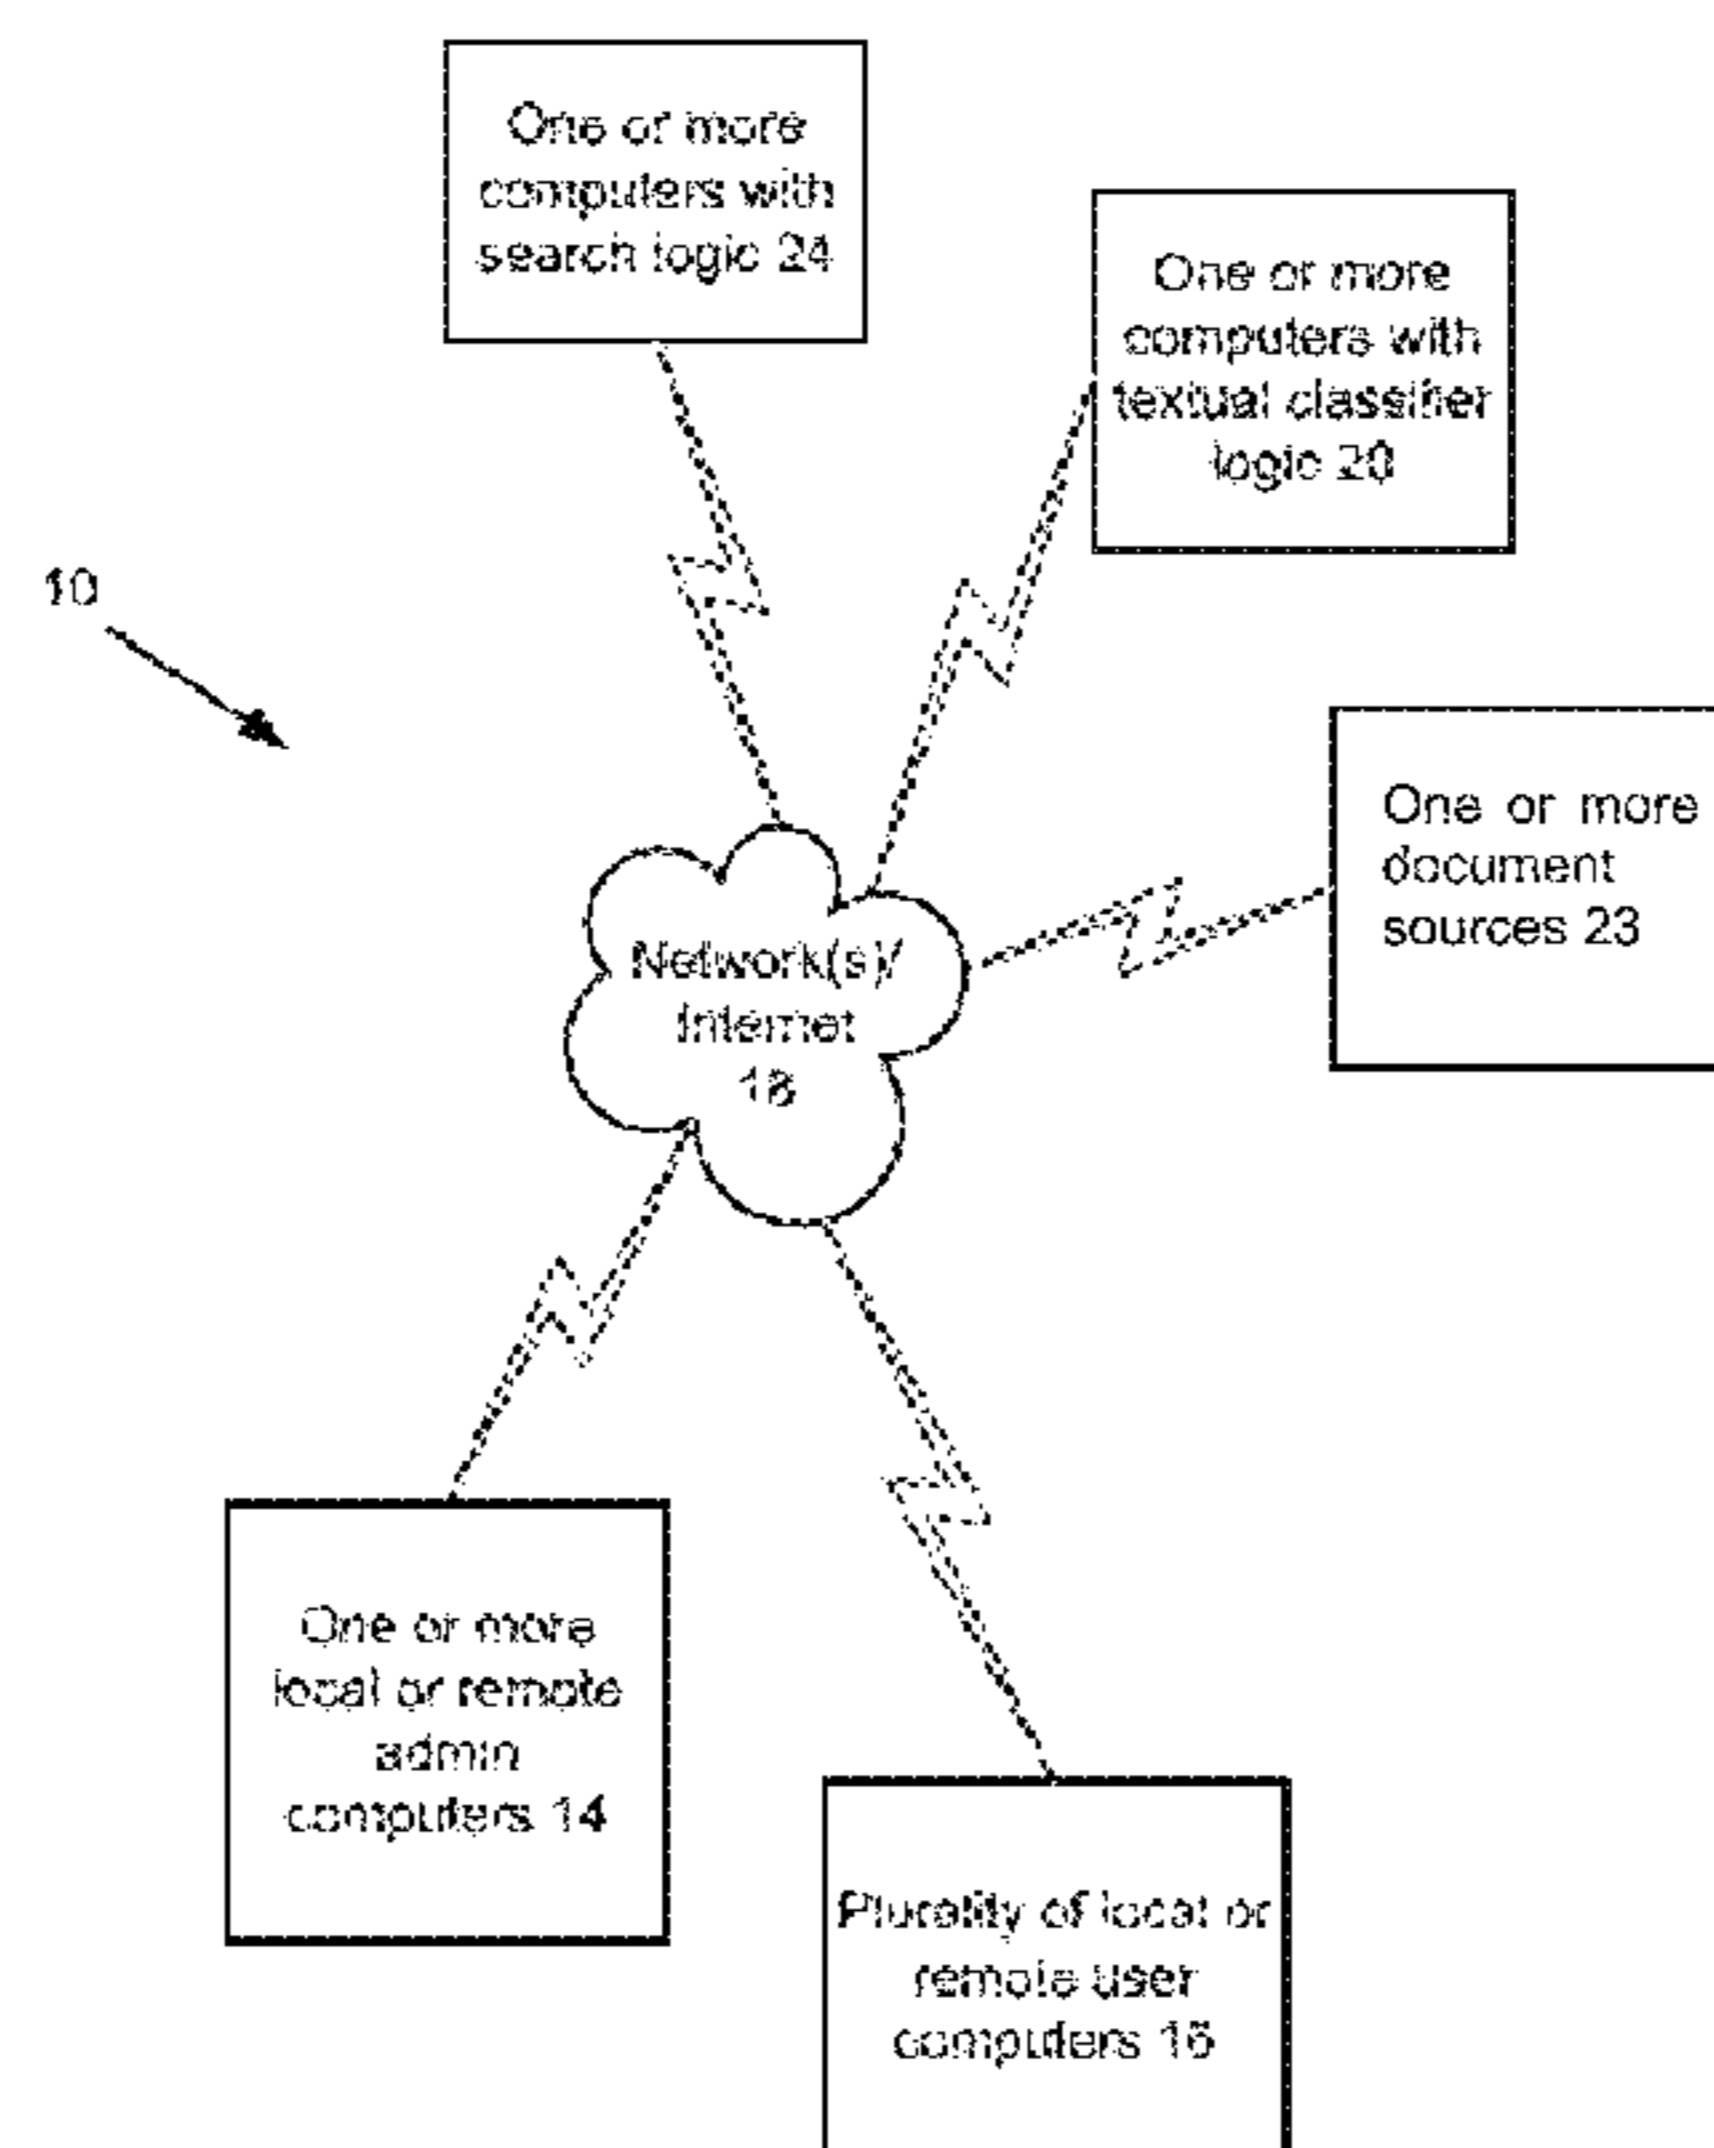 One or more
computers with
search logic 24
One or more
computers with
textual classifier
logic 20
10
One or more
document
sources 23
Network(s)/
Internet
18
One or more
local or remote
admin
computers 14
Plurality of local or
remote user
computers 16